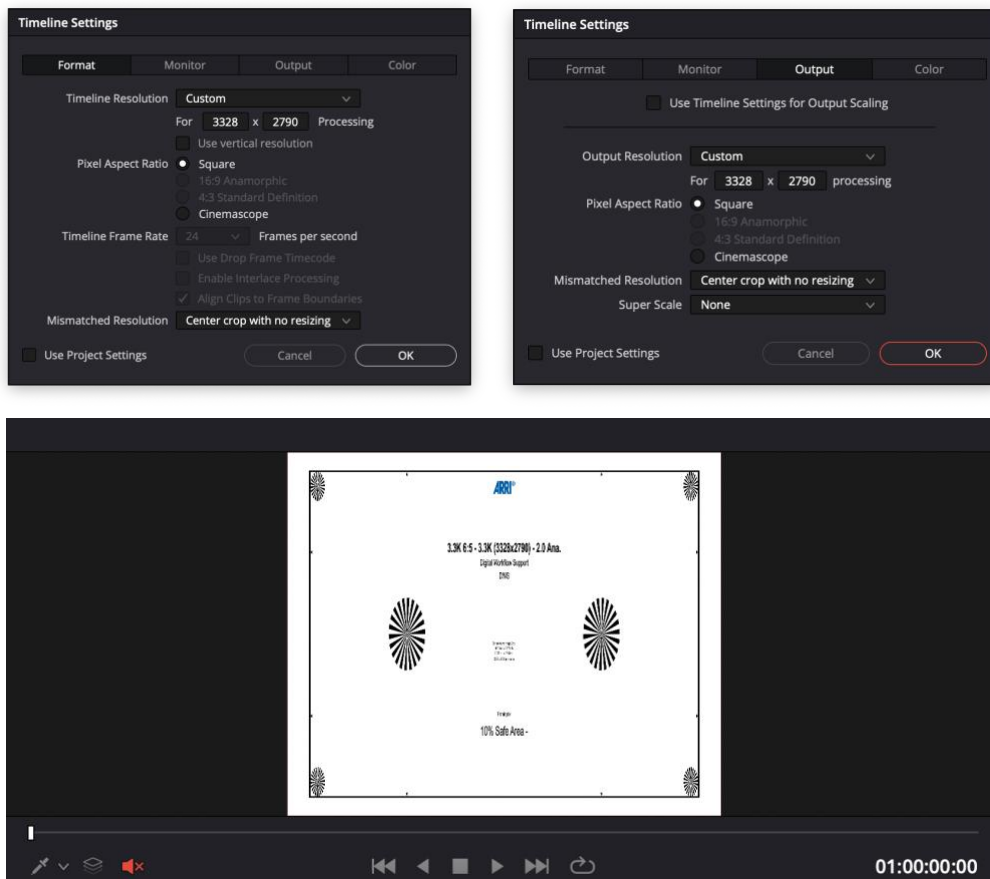 Timeline Settings
Format Monitor Output Color
Timeline Resolution Custom
For 3328 x 2790 Processing
Use vertical resolution
Pixel Aspect Ratio Square
16:9 Anamorphic
4:3 Standard Definition
Cinemascope
Timeline Frame Rate 24 Frames per second
Use Drop Frame Timecode
Enable Interlace Processing
Align Clips to Frame Boundaries
Mismatched Resolution Center crop with no resizing
Use Project Settings Cancel OK
Timeline Settings
Format Monitor Output Color
Use Timeline Settings for Output Scaling
Output Resolution Custom
For 3328 x 2790 processing
Pixel Aspect Ratio Square
16:9 Anamorphic
4:3 Standard Definition
Cinemascope
Mismatched Resolution Center crop with no resizing
Super Scale None
Use Project Settings Cancel OK
ARRI®
3.3K 6:5 - 3.3K (3328x2790) - 2.0 Ana.
Digital Workflow Support
10% Safe Area -
01:00:00:00